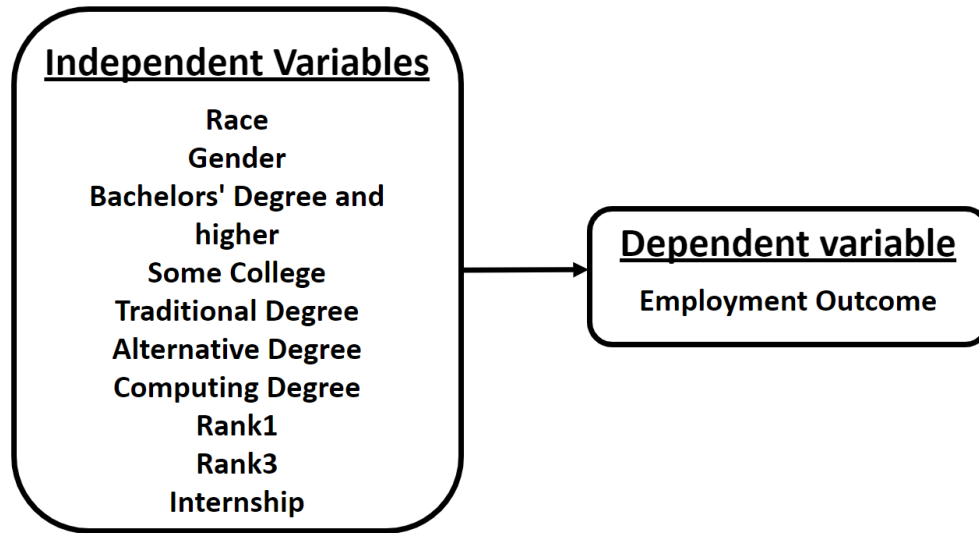 Independent Variables
Race
Gender
Bachelors' Degree and
higher
Some College
Traditional Degree
Alternative Degree
Computing Degree
Rank1
Rank3
Internship
Dependent variable
Employment Outcome